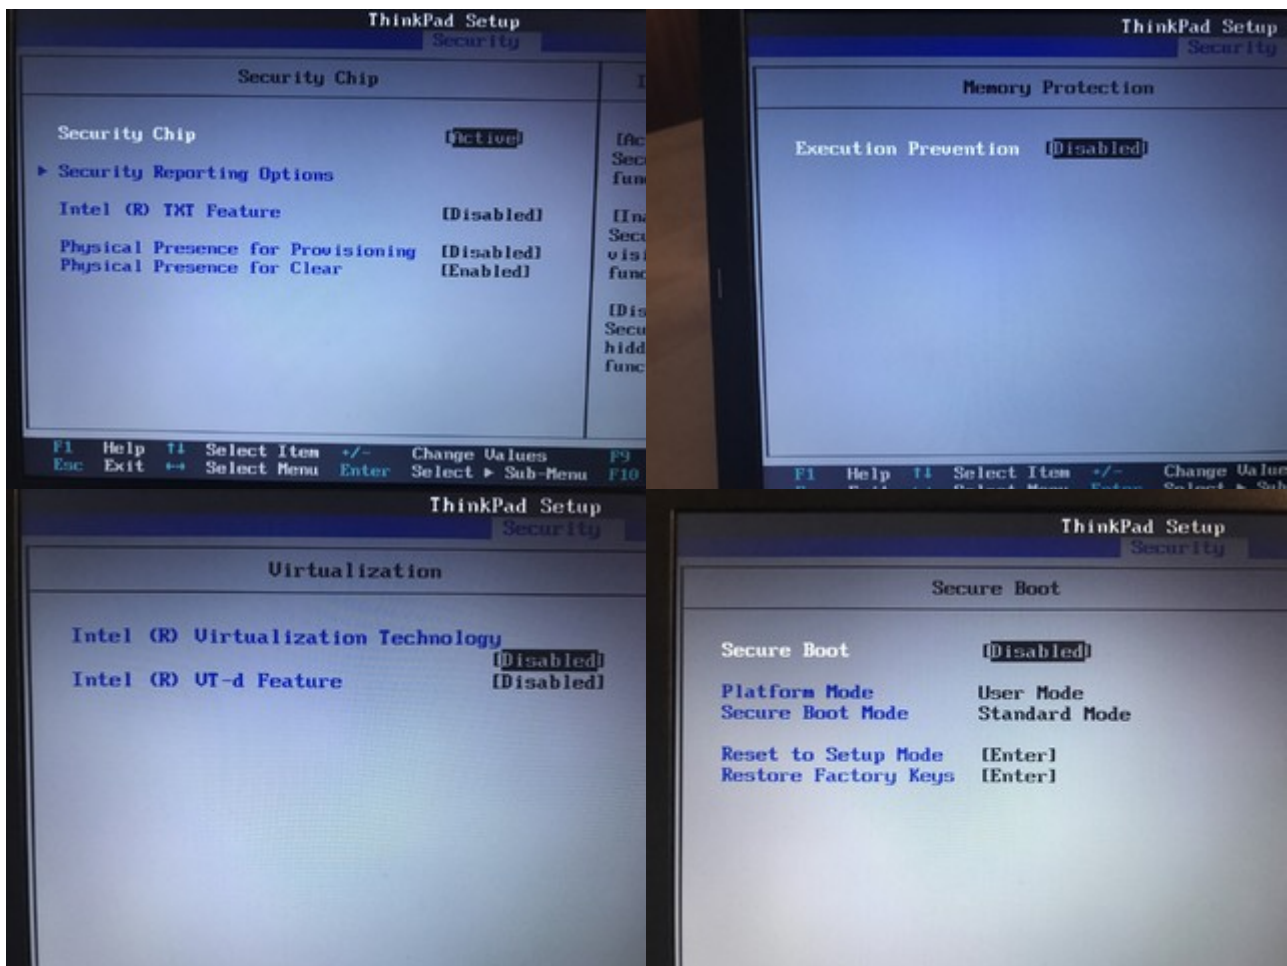 ThinkPad Setup
Security
Security Chip
Security Chip [Active]
Security Reporting Options
Intel (R) TXT Feature [Disabled]
Physical Presence for Provisioning [Disabled]
Physical Presence for Clear [Enabled]
F1 Help ↑↓ Select Item +/- Change Values F9
Esc Exit ↔ Select Menu Enter Select ▶ Sub-Menu F10
ThinkPad Setup
Security
Memory Protection
Execution Prevention [Disabled]
F1 Help ↑↓ Select Item +/- Change
ThinkPad Setup
Security
Virtualization
Intel (R) Virtualization Technology
[Disabled]
Intel (R) VT-d Feature [Disabled]
ThinkPad Setup
Security
Secure Boot
Secure Boot [Disabled]
Platform Mode User Mode
Secure Boot Mode Standard Mode
Reset to Setup Mode [Enter]
Restore Factory Keys [Enter]